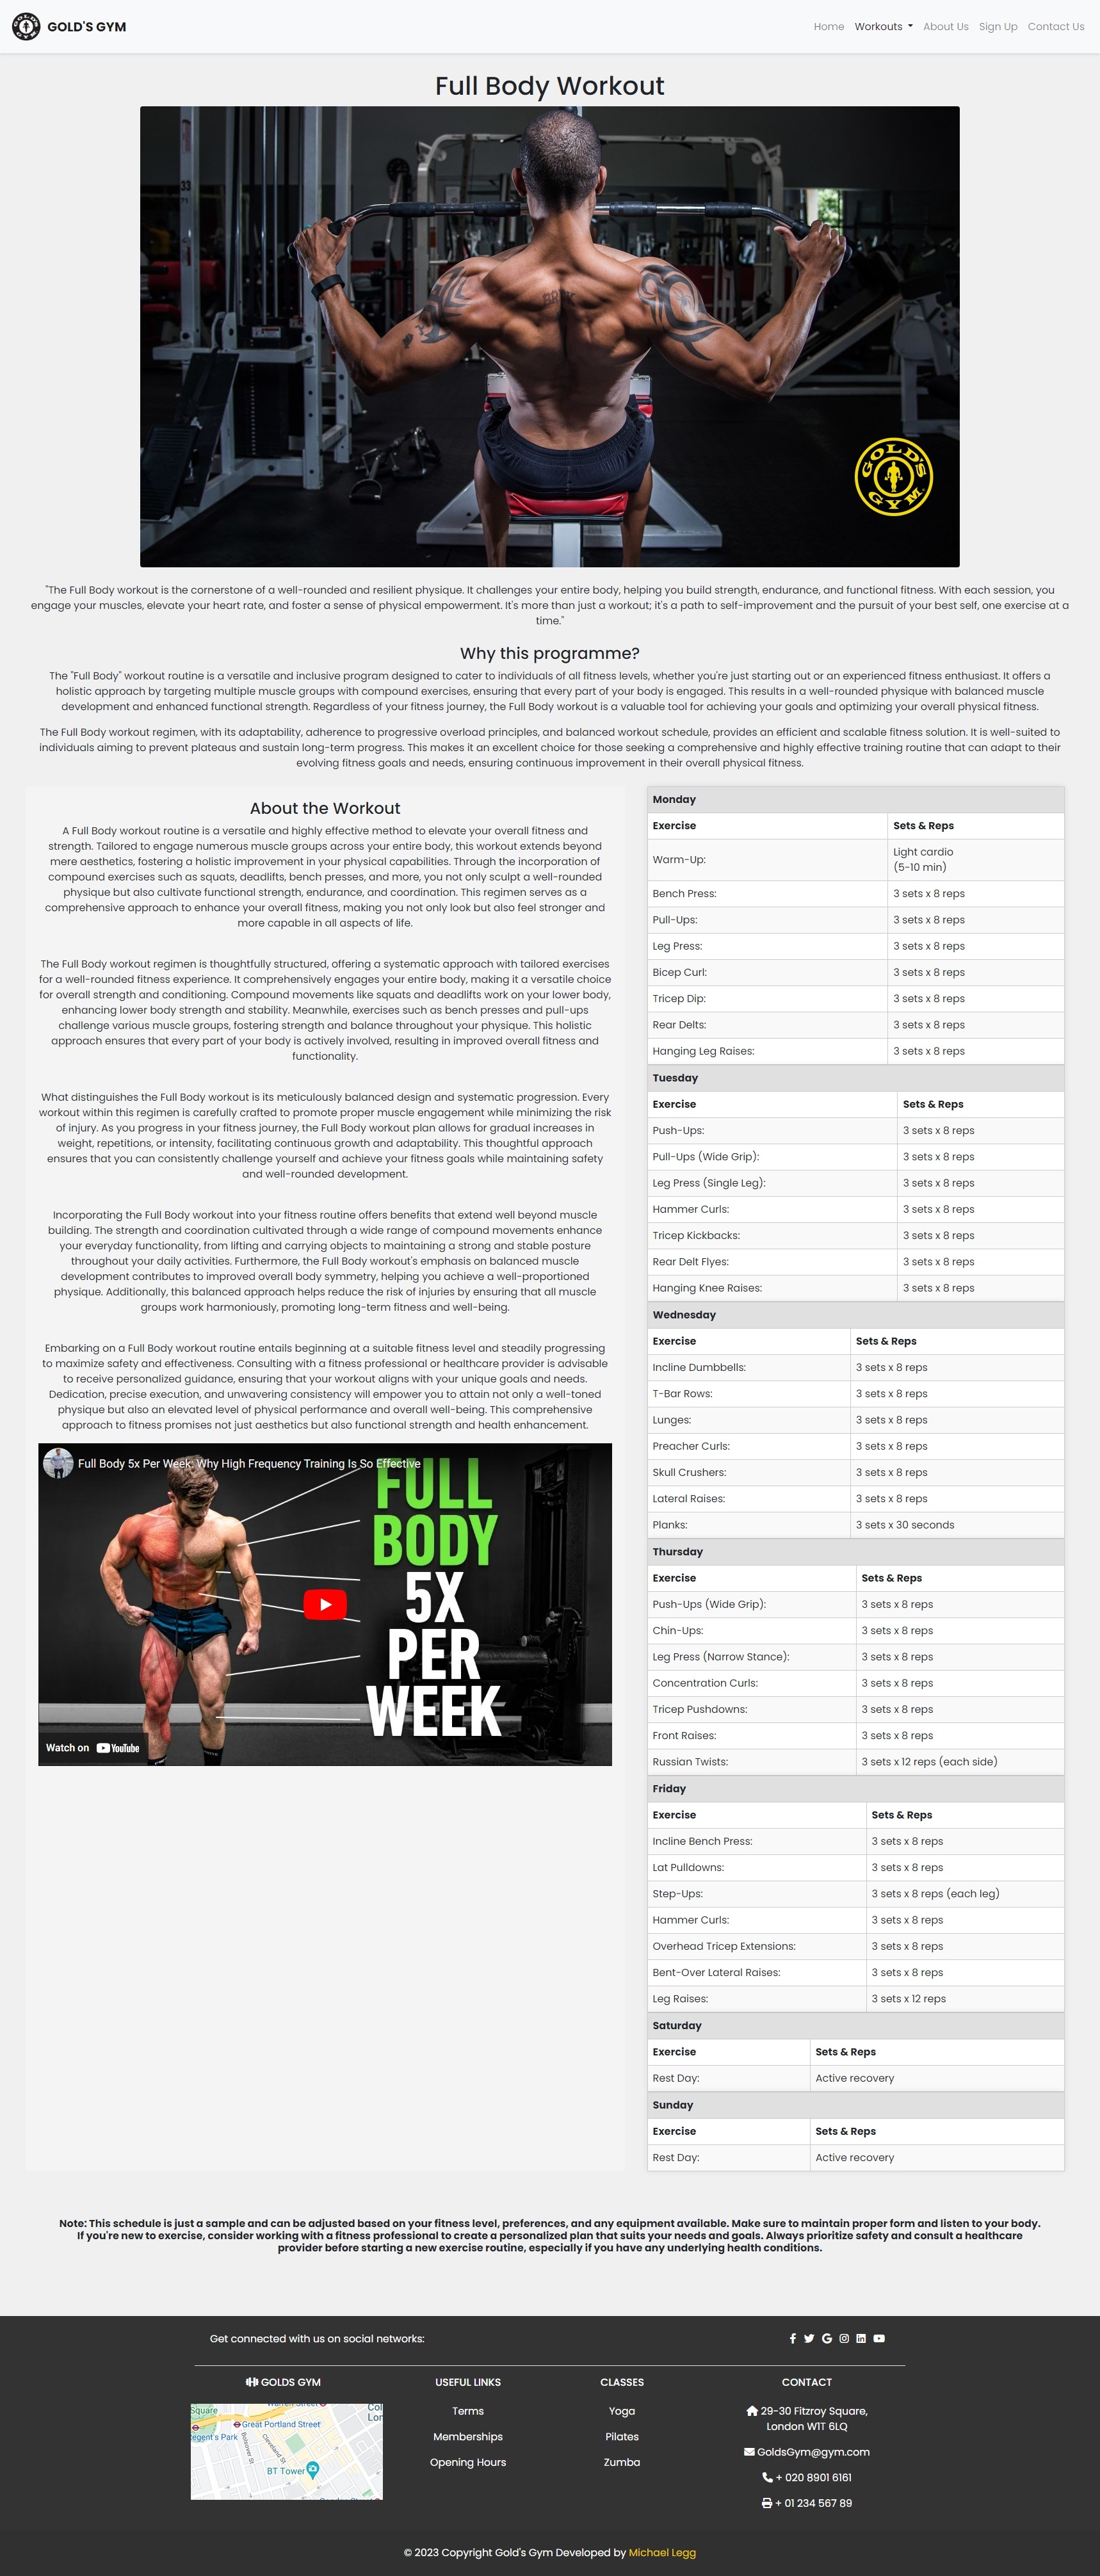 GOLD'S GYM
Home Workouts About Us Sign Up Contact Us
Full Body Workout
33
GOLD'S GYM
"The Full Body workout is the cornerstone of a well-rounded and resilient physique. It challenges your entire body, helping you build strength, endurance, and functional fitness. With each session, you
engage your muscles, elevate your heart rate, and foster a sense of physical empowerment. It's more than just a workout; it's a path to self-improvement and the pursuit of your best self, one exercise at a
time."
Why this programme?
The "Full Body" workout routine is a versatile and inclusive program designed to cater to individuals of all fitness levels, whether you're just starting out or an experienced fitness enthusiast. It offers a
holistic approach by targeting multiple muscle groups with compound exercises, ensuring that every part of your body is engaged. This results in a well-rounded physique with balanced muscle
development and enhanced functional strength. Regardless of your fitness journey, the Full Body workout is a valuable tool for achieving your goals and optimizing your overall physical fitness.
The Full Body workout regimen, with its adaptability, adherence to progressive overload principles, and balanced workout schedule, provides an efficient and scalable fitness solution. It is well-suited to
individuals aiming to prevent plateaus and sustain long-term progress. This makes it an excellent choice for those seeking a comprehensive and highly effective training routine that can adapt to their
evolving fitness goals and needs, ensuring continuous improvement in their overall physical fitness.
About the Workout
A Full Body workout routine is a versatile and highly effective method to elevate your overall fitness and
strength. Tailored to engage numerous muscle groups across your entire body, this workout extends beyond
mere aesthetics, fostering a holistic improvement in your physical capabilities. Through the incorporation of
compound exercises such as squats, deadlifts, bench presses, and more, you not only sculpt a well-rounded
physique but also cultivate functional strength, endurance, and coordination. This regimen serves as a
comprehensive approach to enhance your overall fitness, making you not only look but also feel stronger and
more capable in all aspects of life.
The Full Body workout regimen is thoughtfully structured, offering a systematic approach with tailored exercises
for a well-rounded fitness experience. It comprehensively engages your entire body, making it a versatile choice
for overall strength and conditioning. Compound movements like squats and deadlifts work on your lower body,
enhancing lower body strength and stability. Meanwhile, exercises such as bench presses and pull-ups
challenge various muscle groups, fostering strength and balance throughout your physique. This holistic
approach ensures that every part of your body is actively involved, resulting in improved overall fitness and
functionality.
What distinguishes the Full Body workout is its meticulously balanced design and systematic progression. Every
workout within this regimen is carefully crafted to promote proper muscle engagement while minimizing the risk
of injury. As you progress in your fitness journey, the Full Body workout plan allows for gradual increases in
weight, repetitions, or intensity, facilitating continuous growth and adaptability. This thoughtful approach
ensures that you can consistently challenge yourself and achieve your fitness goals while maintaining safety
and well-rounded development.
Incorporating the Full Body workout into your fitness routine offers benefits that extend well beyond muscle
building. The strength and coordination cultivated through a wide range of compound movements enhance
your everyday functionality, from lifting and carrying objects to maintaining a strong and stable posture
throughout your daily activities. Furthermore, the Full Body workout's emphasis on balanced muscle
development contributes to improved overall body symmetry, helping you achieve a well-proportioned
physique. Additionally, this balanced approach helps reduce the risk of injuries by ensuring that all muscle
groups work harmoniously, promoting long-term fitness and well-being.
Embarking on a Full Body workout routine entails beginning at a suitable fitness level and steadily progressing
to maximize safety and effectiveness. Consulting with a fitness professional or healthcare provider is advisable
to receive personalized guidance, ensuring that your workout aligns with your unique goals and needs.
Dedication, precise execution, and unwavering consistency will empower you to attain not only a well-toned
physique but also an elevated level of physical performance and overall well-being. This comprehensive
approach to fitness promises not just aesthetics but also functional strength and health enhancement.
Full Body 5x Per Week: Why High Frequency Training Is So Effective
FULL
BODY
5X
PER
WEEK
Watch on YouTube
Monday
Exercise Sets & Reps
Warm-Up: Light cardio
(5-10 min)
Bench Press: 3 sets x 8 reps
Pull-Ups: 3 sets x 8 reps
Leg Press: 3 sets x 8 reps
Bicep Curl: 3 sets x 8 reps
Tricep Dip: 3 sets x 8 reps
Rear Delts: 3 sets x 8 reps
Hanging Leg Raises: 3 sets x 8 reps
Tuesday
Exercise Sets & Reps
Push-Ups: 3 sets x 8 reps
Pull-Ups (Wide Grip): 3 sets x 8 reps
Leg Press (Single Leg): 3 sets x 8 reps
Hammer Curls: 3 sets x 8 reps
Tricep Kickbacks: 3 sets x 8 reps
Rear Delt Flyes: 3 sets x 8 reps
Hanging Knee Raises: 3 sets x 8 reps
Wednesday
Exercise Sets & Reps
Incline Dumbbells: 3 sets x 8 reps
T-Bar Rows: 3 sets x 8 reps
Lunges: 3 sets x 8 reps
Preacher Curls: 3 sets x 8 reps
Skull Crushers: 3 sets x 8 reps
Lateral Raises: 3 sets x 8 reps
Planks: 3 sets x 30 seconds
Thursday
Exercise Sets & Reps
Push-Ups (Wide Grip): 3 sets x 8 reps
Chin-Ups: 3 sets x 8 reps
Leg Press (Narrow Stance): 3 sets x 8 reps
Concentration Curls: 3 sets x 8 reps
Tricep Pushdowns: 3 sets x 8 reps
Front Raises: 3 sets x 8 reps
Russian Twists: 3 sets x 12 reps (each side)
Friday
Exercise Sets & Reps
Incline Bench Press: 3 sets x 8 reps
Lat Pulldowns: 3 sets x 8 reps
Step-Ups: 3 sets x 8 reps (each leg)
Hammer Curls: 3 sets x 8 reps
Overhead Tricep Extensions: 3 sets x 8 reps
Bent-Over Lateral Raises: 3 sets x 8 reps
Leg Raises: 3 sets x 12 reps
Saturday
Exercise Sets & Reps
Rest Day: Active recovery
Sunday
Exercise Sets & Reps
Rest Day: Active recovery
Note: This schedule is just a sample and can be adjusted based on your fitness level, preferences, and any equipment available. Make sure to maintain proper form and listen to your body.
If you're new to exercise, consider working with a fitness professional to create a personalized plan that suits your needs and goals. Always prioritize safety and consult a healthcare
provider before starting a new exercise routine, especially if you have any underlying health conditions.
Get connected with us on social networks:
GOLDS GYM
Square
Great Portland Street
egent's Park
Bolsover St
Cleveland St
BT Tower
USEFUL LINKS
Terms
Memberships
Opening Hours
CLASSES
Yoga
Pilates
Zumba
CONTACT
29-30 Fitzroy Square,
London W1T 6LQ
GoldsGym@gym.com
+ 020 8901 6161
+ 01 234 567 89
© 2023 Copyright Gold's Gym Developed by Michael Legg